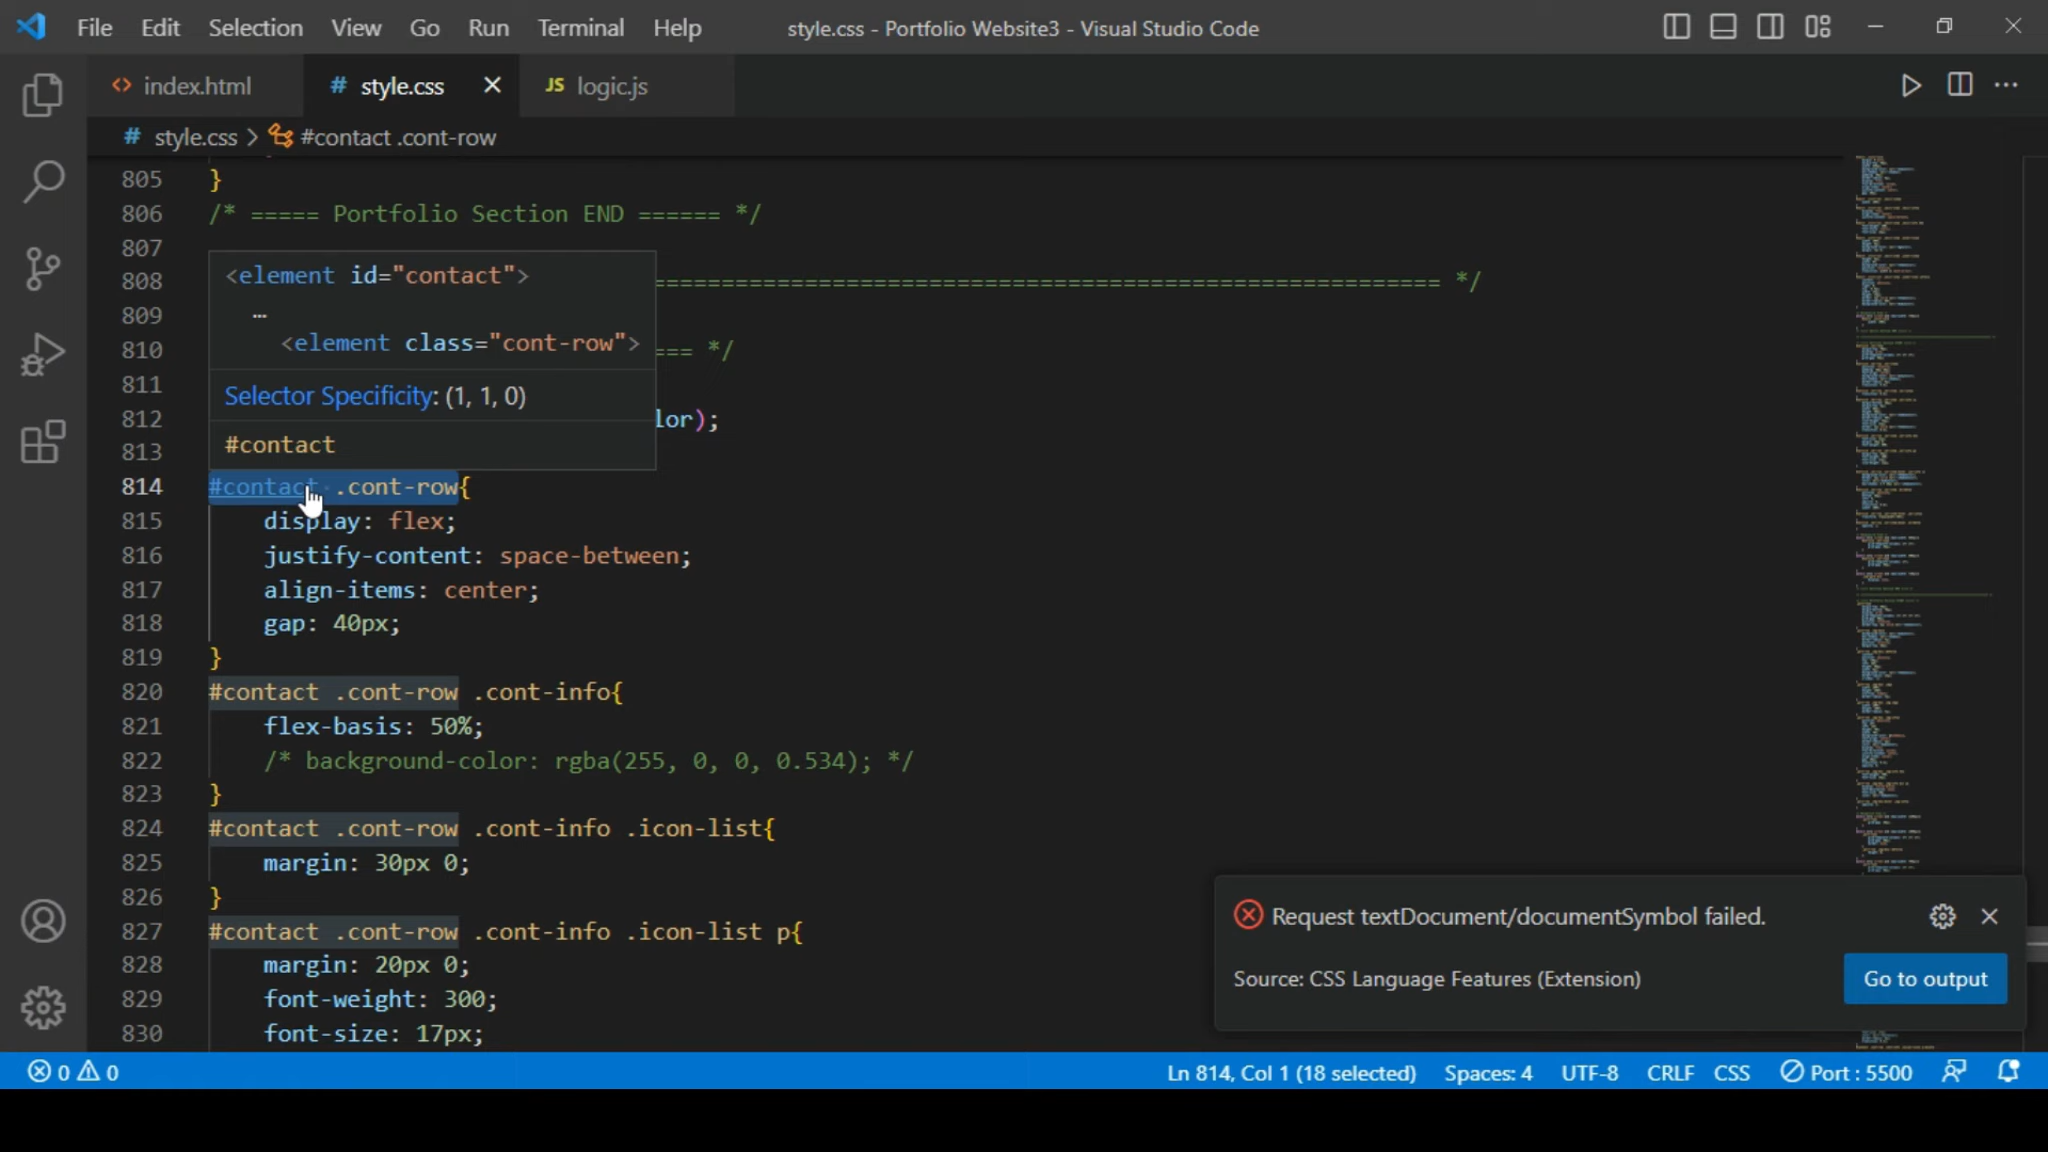 File Edit Selection View Go Run Terminal Help style.css - Portfolio Website3 - Visual Studio Code
<> index.html # style.css JS logic.js
# style.css > #contact .cont-row
805 }
806 /* ===== Portfolio Section END ====== */
807
<element id="contact">
808 ========================================================= */
…
809
<element class="cont-row">
810 === */
811
Selector Specificity: (1, 1, 0)
812 lor);
#contact
813
814 #contact .cont-row{
815 display: flex;
816 justify-content: space-between;
817 align-items: center;
818 gap: 40px;
819 }
820 #contact .cont-row .cont-info{
821 flex-basis: 50%;
822 /* background-color: rgba(255, 0, 0, 0.534); */
823 }
824 #contact .cont-row .cont-info .icon-list{
825 margin: 30px 0;
826 }
827 #contact .cont-row .cont-info .icon-list p{
828 margin: 20px 0;
829 font-weight: 300;
830 font-size: 17px;
Request textDocument/documentSymbol failed.
Source: CSS Language Features (Extension) Go to output
0 0 Ln 814, Col 1 (18 selected) Spaces: 4 UTF-8 CRLF CSS Port : 5500